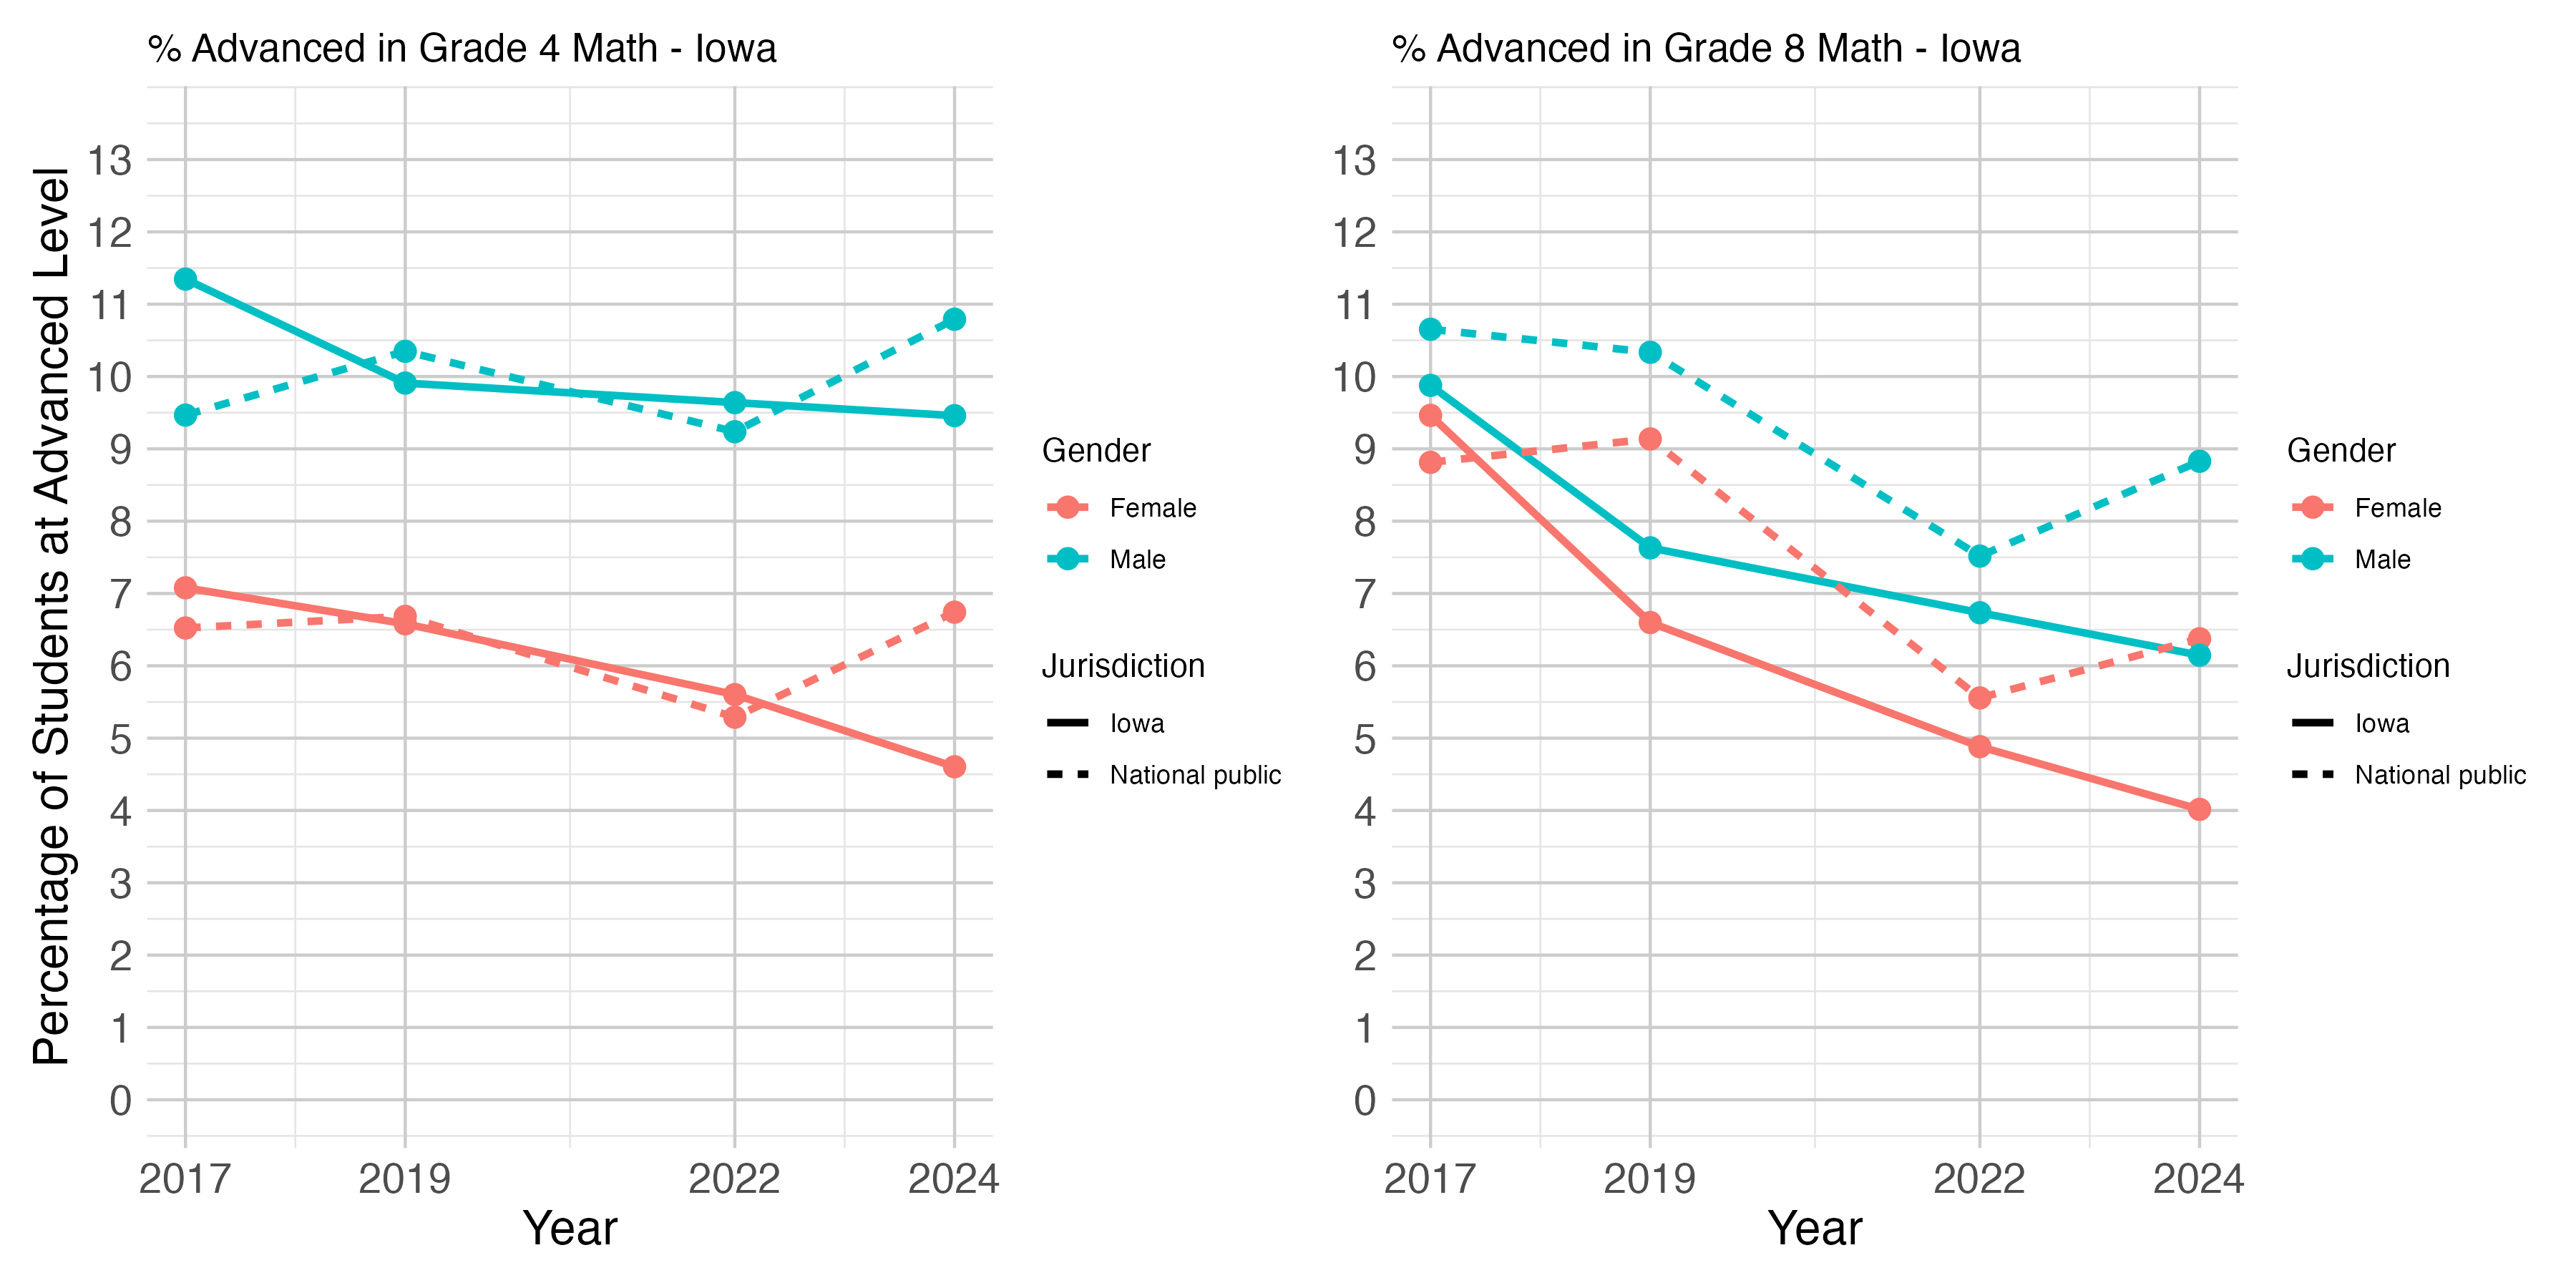 % Advanced in Grade 4 Math - Iowa
Percentage of Students at Advanced Level
13
12
11
10
9
8
7
6
5
4
3
2
1
0
2017 2019 2022 2024
Year
Gender
Female
Male
Jurisdiction
Iowa
National public
% Advanced in Grade 8 Math - Iowa
13
12
11
10
9
8
7
6
5
4
3
2
1
0
2017 2019 2022 2024
Year
Gender
Female
Male
Jurisdiction
Iowa
National public